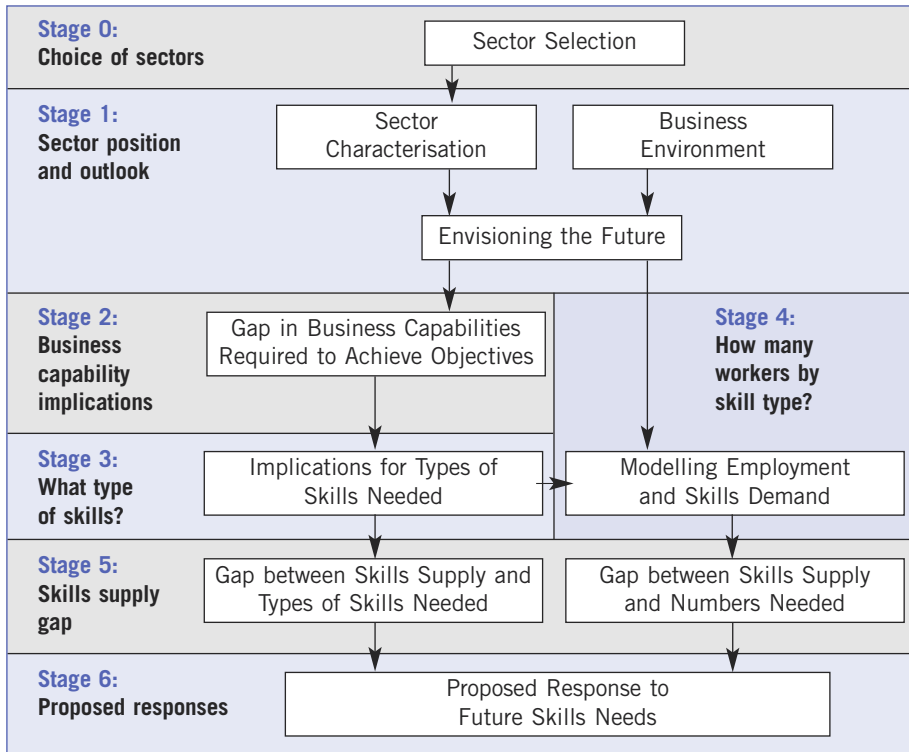 Stage 0:
Choice of sectors
Sector Selection
Stage 1:
Sector position
and outlook
Sector
Characterisation
Business
Environment
Envisioning the Future
Stage 2:
Business
capability
implications
Gap in Business Capabilities
Required to Achieve Objectives
Stage 4:
How many
workers by
skill type?
Stage 3:
What type
of skills?
Implications for Types of
Skills Needed
Modelling Employment
and Skills Demand
Stage 5:
Skills supply
gap
Gap between Skills Supply and
Types of Skills Needed
Gap between Skills Supply
and Numbers Needed
Stage 6:
Proposed responses
Proposed Response to
Future Skills Needs